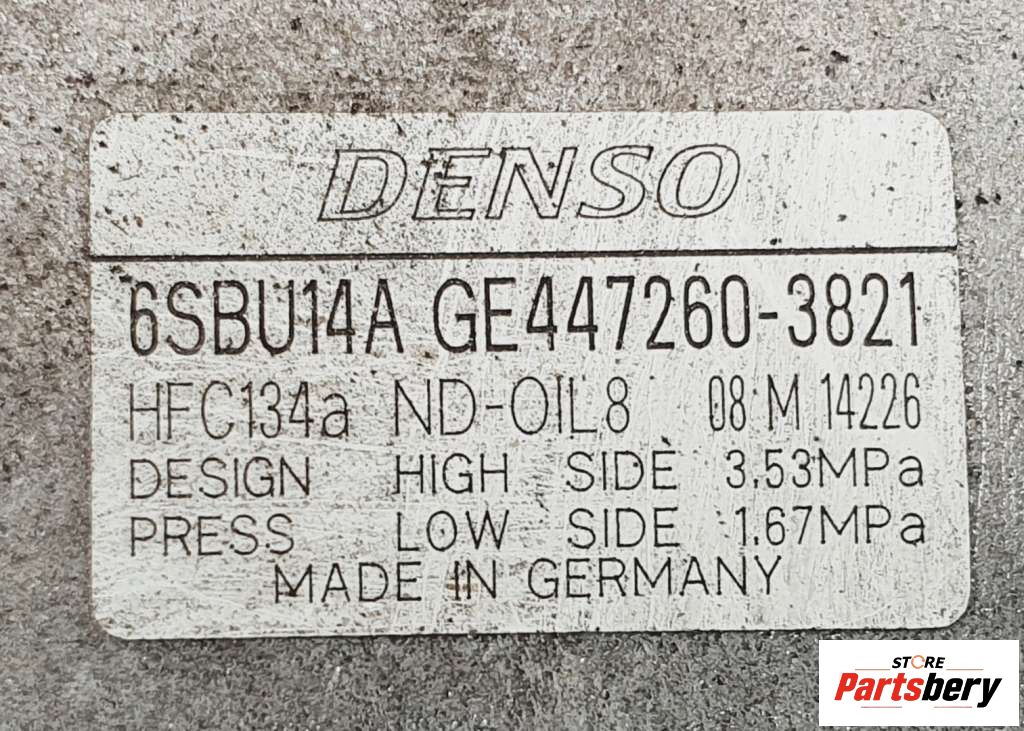 DENSO
6SBU14A GE447260-3821
HFC134a ND-OIL8 08 M 14226
DESIGN HIGH SIDE 3.53MPa
PRESS LOW SIDE 1.67MPa
MADE IN GERMANY
STORE
Partsbery